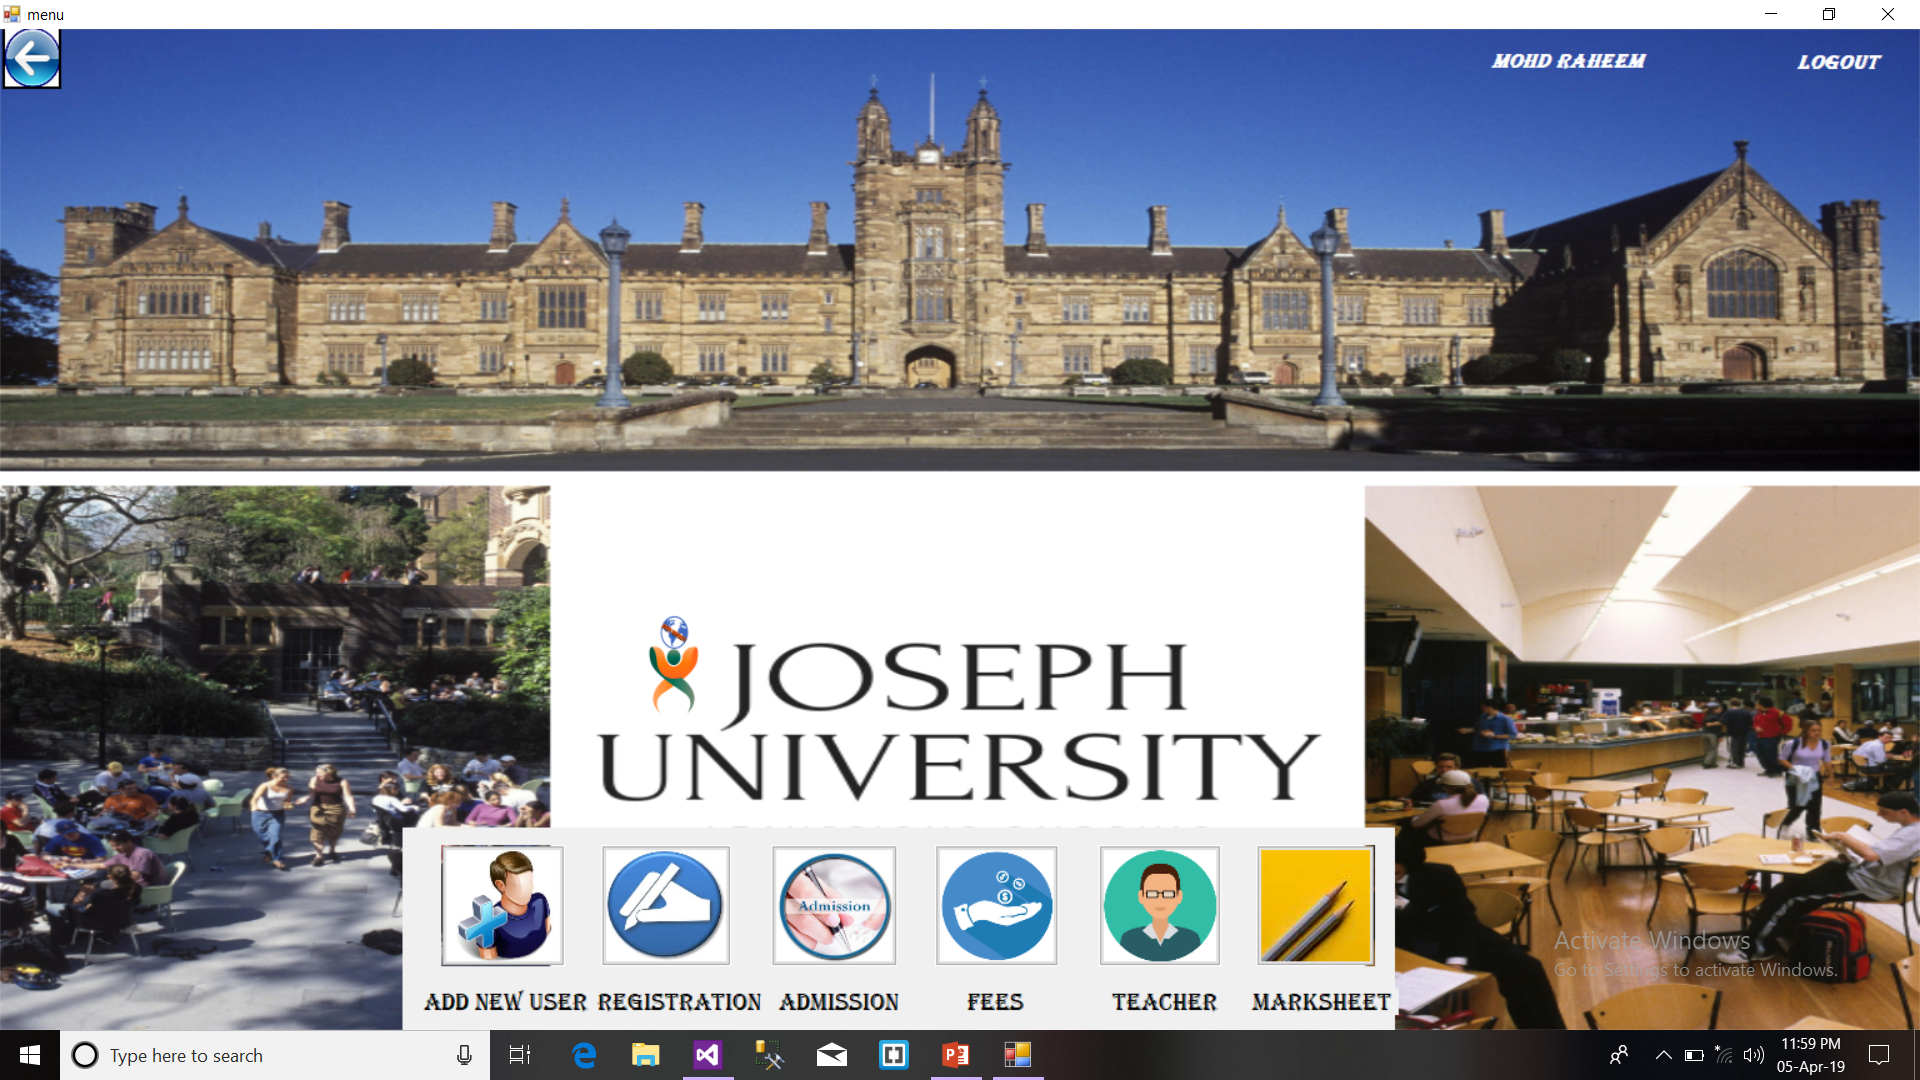 menu
MOHD RAHEEM
LOGOUT
JOSEPH
UNIVERSITY
Admission
ADD NEW USER
REGISTRATION
ADMISSION
FEES
TEACHER
MARKSHEET
Activate Windows
Go to Settings to activate Windows.
Type here to search
11:59 PM
05-Apr-19